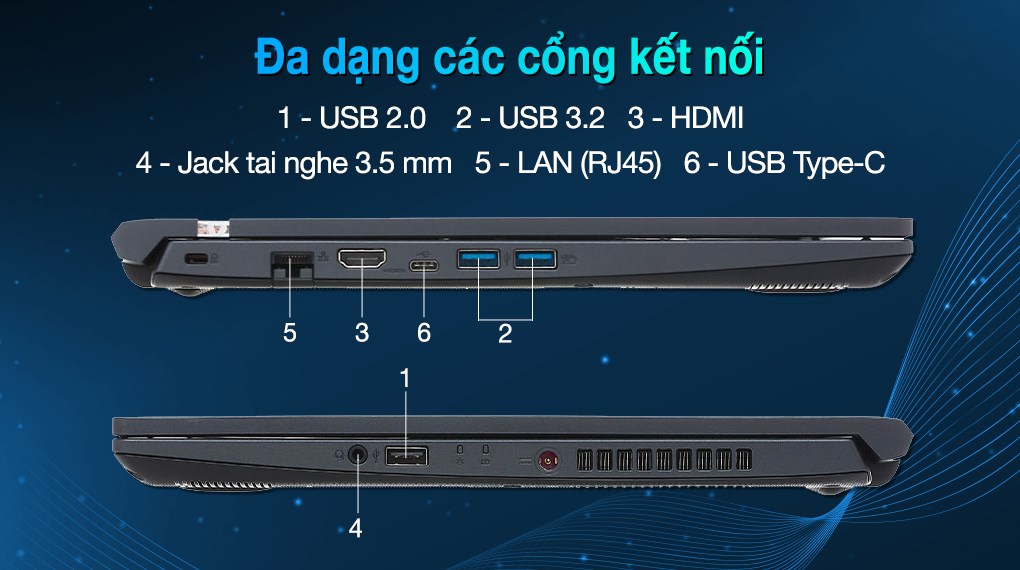 Đa dạng các cổng kết nối
1 - USB 2.0 2 - USB 3.2 3 - HDMI
4 - Jack tai nghe 3.5 mm 5 - LAN (RJ45) 6 - USB Type-C
5 3 6 2
1
4